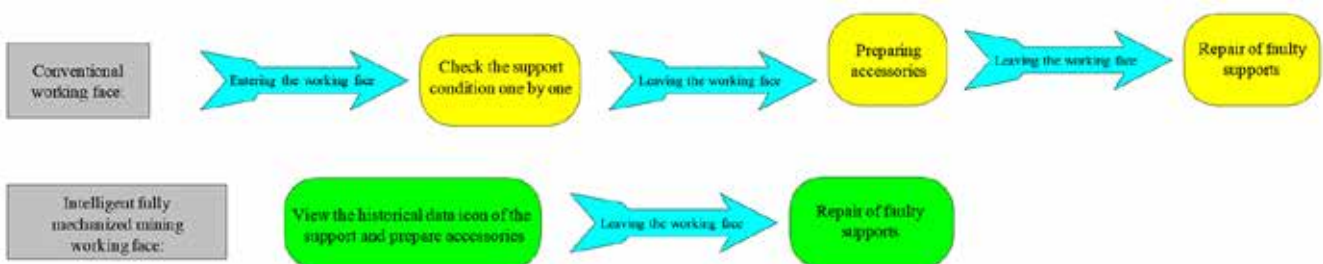 Conventional
working face:
Entering the working face
Check the support
condition one by one
Leaving the working face
Preparing
accessories
Leaving the working face
Repair of faulty
supports
Intelligent fully
mechanized mining
working face:
View the historical data icon of the
support and prepare accessories
Leaving the working face
Repair of faulty
supports